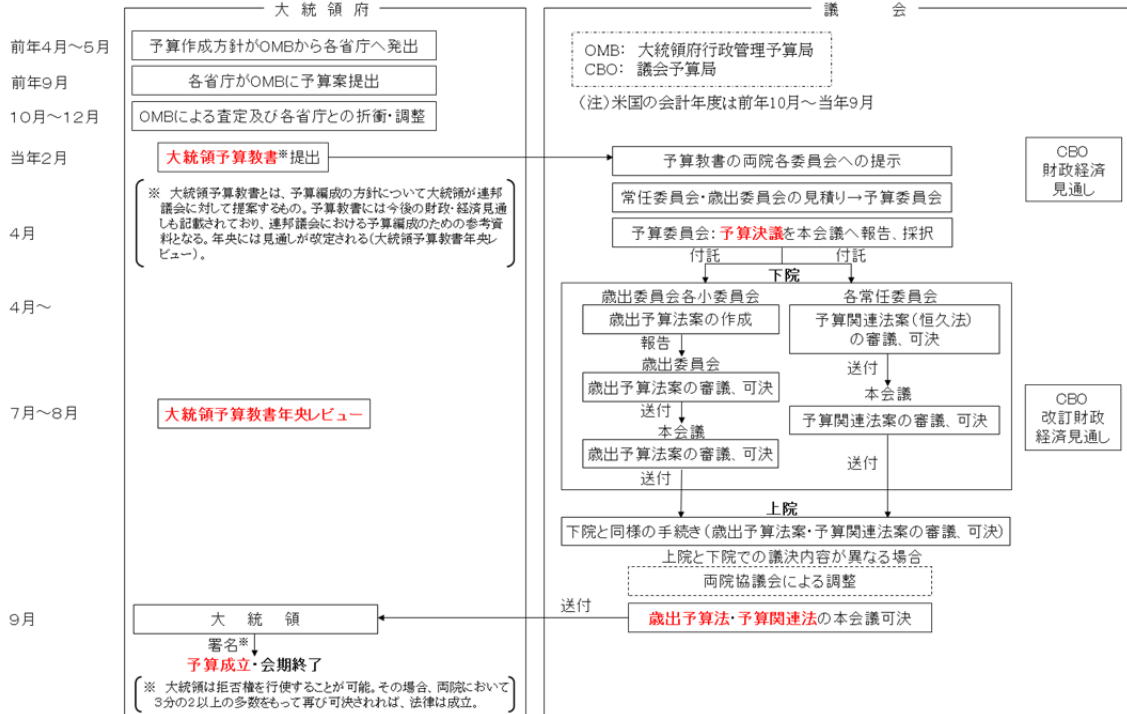 大統領府
議会
前年4月～5月
予算作成方針がOMBから各省庁へ発出
OMB: 大統領府行政管理予算局
CBO: 議会予算局
前年9月
各省庁がOMBに予算案提出
(注)米国の会計年度は前年10月～当年9月
10月～12月
OMBによる査定及び各省庁との折衝・調整
当年2月
大統領予算教書※提出
予算教書の両院各委員会への提示
CBO
財政経済
見通し
※ 大統領予算教書とは、予算編成の方針について大統領が連邦
議会に対して提案するもの。予算教書には今後の財政・経済見通
しも記載されており、連邦議会における予算編成のための参考資
料となる。年央には見通しが改定される(大統領予算教書年央レ
ビュー)。
常任委員会・歳出委員会の見積り→予算委員会
4月
予算委員会：予算決議を本会議へ報告、採択
付託
付託
下院
4月～
歳出委員会各小委員会
歳出予算法案の作成
報告
歳出委員会
歳出予算法案の審議、可決
送付
本会議
歳出予算法案の審議、可決
送付
各常任委員会
予算関連法案(恒久法)
の審議、可決
送付
本会議
予算関連法案の審議、可決
送付
7月～8月
大統領予算教書年央レビュー
CBO
改訂財政
経済見通し
上院
下院と同様の手続き(歳出予算法案・予算関連法案の審議、可決)
上院と下院での議決内容が異なる場合
両院協議会による調整
9月
大統領
送付
歳出予算法・予算関連法の本会議可決
署名※
予算成立・会期終了
※ 大統領は拒否権を行使することが可能。その場合、両院において
3分の2以上の多数をもって再び可決されれば、法律は成立。